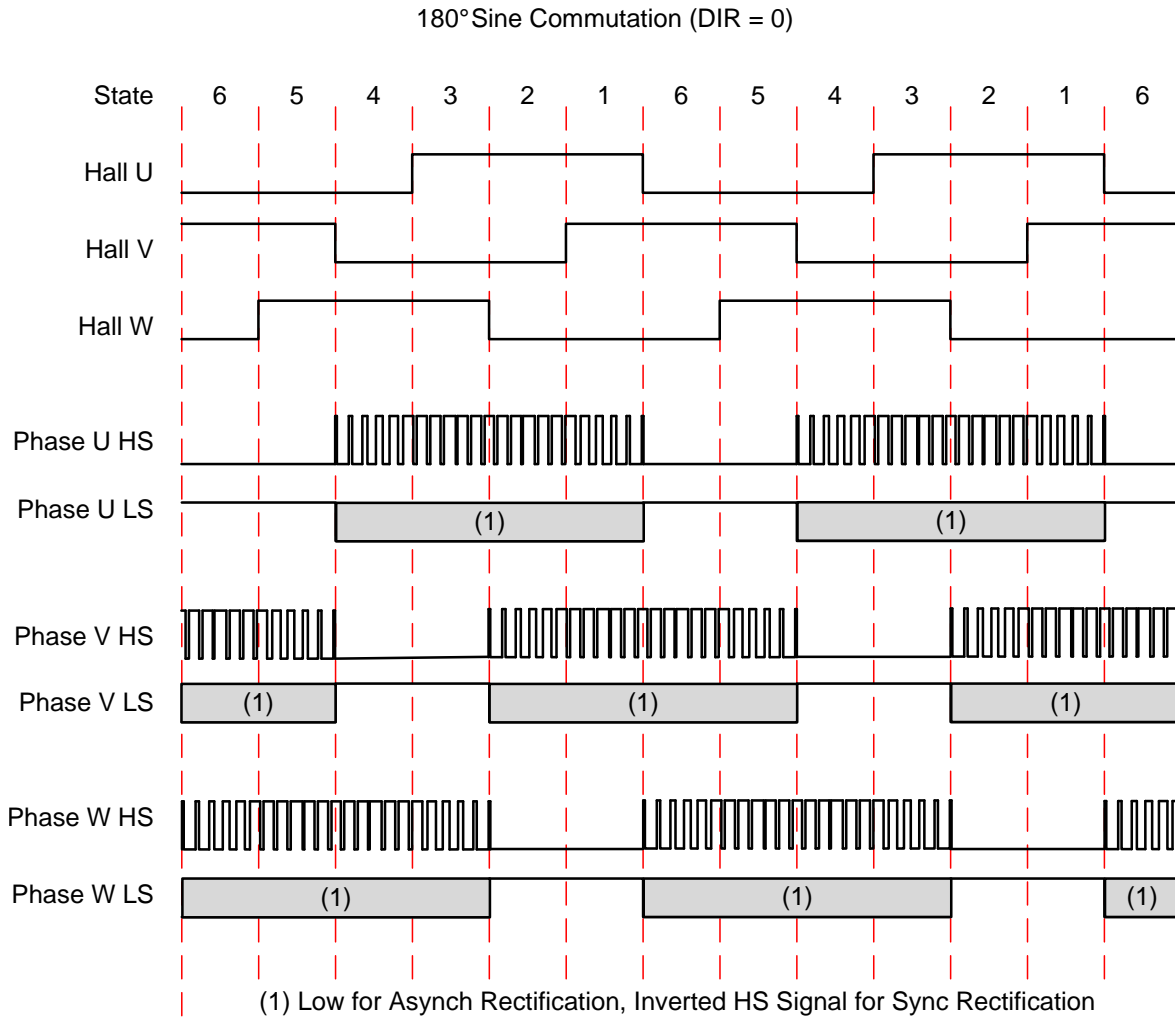 180° Sine Commutation (DIR = 0)
State 6 5 4 3 2 1 6 5 4 3 2 1 6
Hall U
Hall V
Hall W
Phase U HS
Phase U LS (1) (1)
Phase V HS
Phase V LS (1) (1) (1)
Phase W HS
Phase W LS (1) (1) (1)
(1) Low for Asynch Rectification, Inverted HS Signal for Sync Rectification